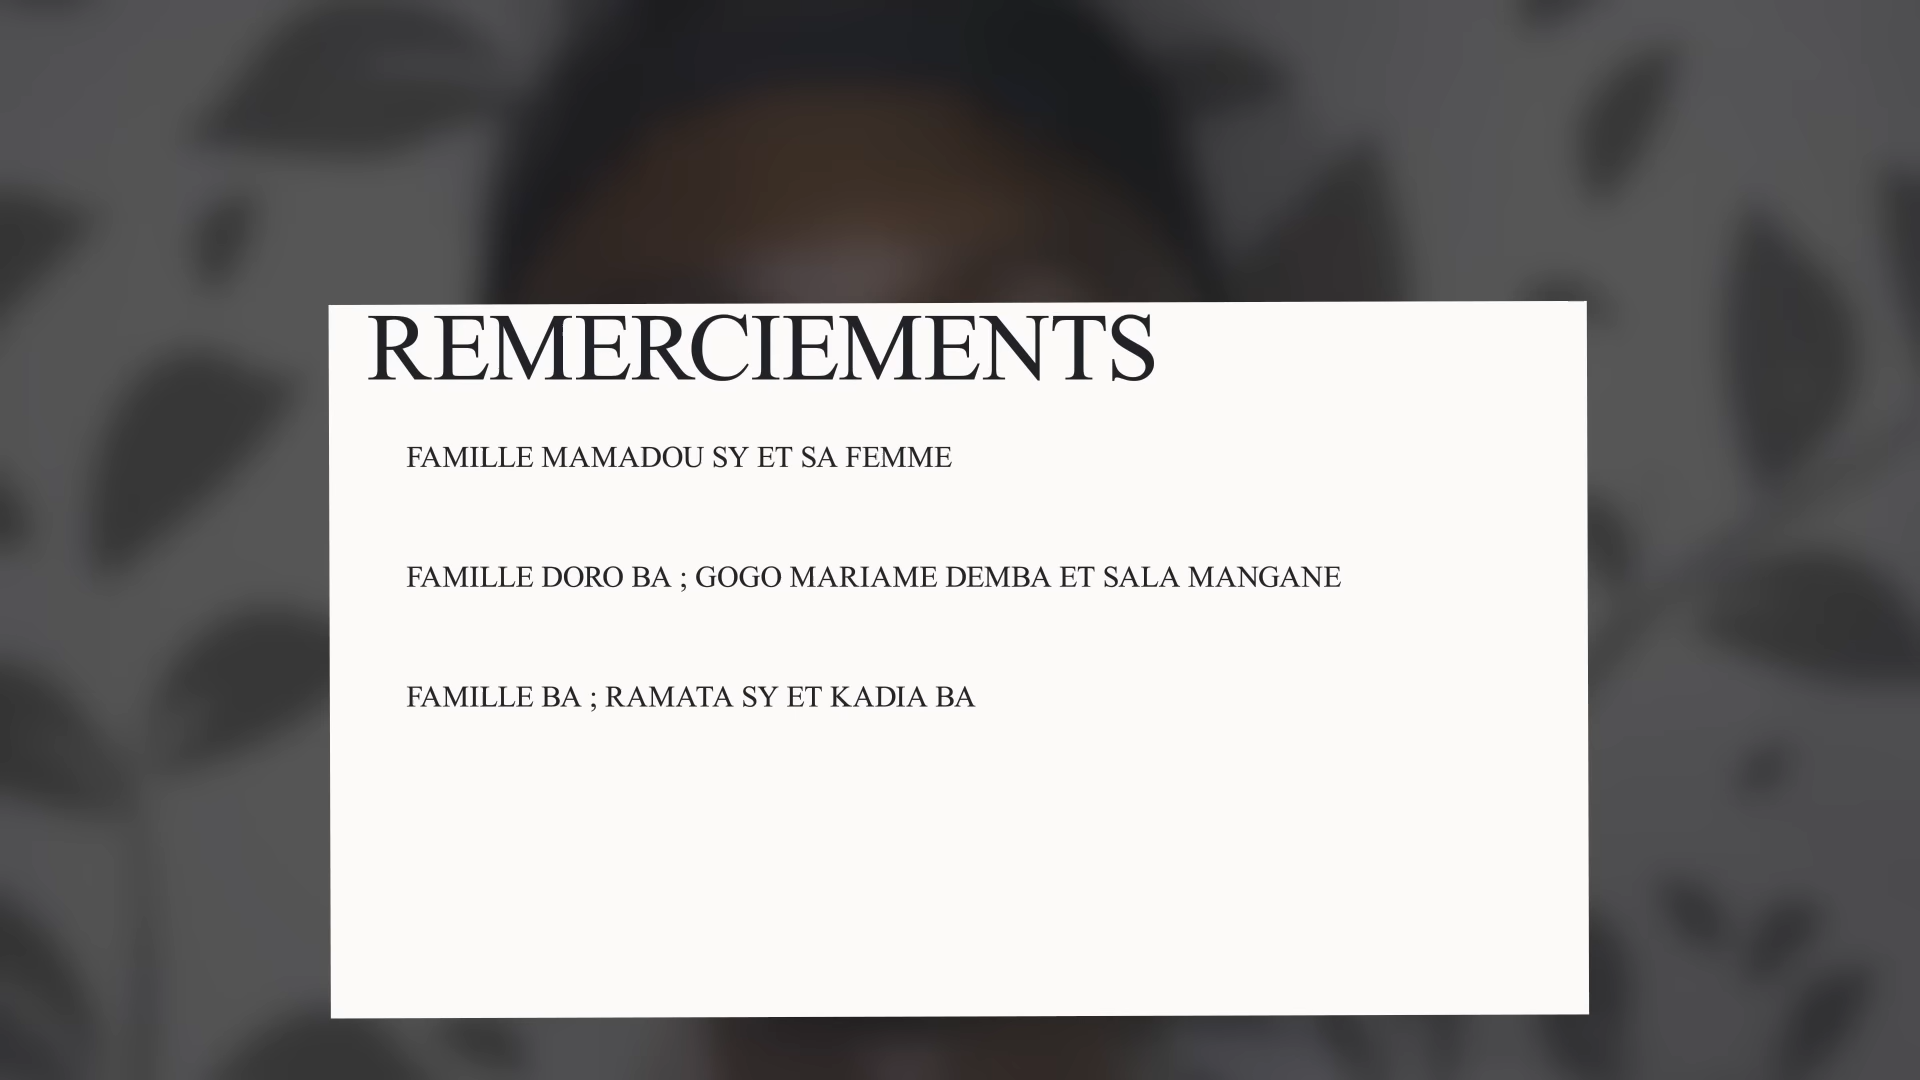 REMERCIEMENTS
FAMILLE MAMADOU SY ET SA FEMME
FAMILLE DORO BA ; GOGO MARIAME DEMBA ET SALA MANGANE
FAMILLE BA ; RAMATA SY ET KADIA BA